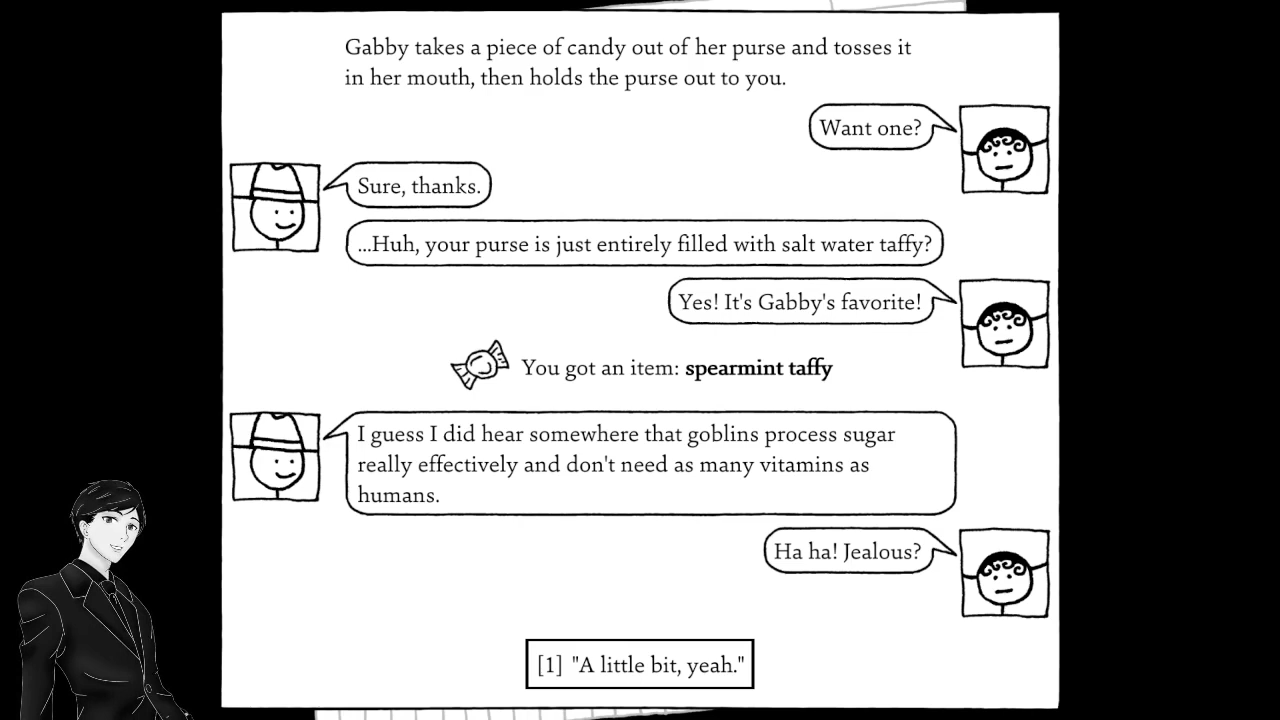 Gabby takes a piece of candy out of her purse and tosses it
in her mouth, then holds the purse out to you.
Want one?
Sure, thanks.
...Huh, your purse is just entirely filled with salt water taffy?
Yes! It's Gabby's favorite!
You got an item: spearmint taffy
I guess I did hear somewhere that goblins process sugar
really effectively and don't need as many vitamins as
humans.
Ha ha! Jealous?
[1] "A little bit, yeah."